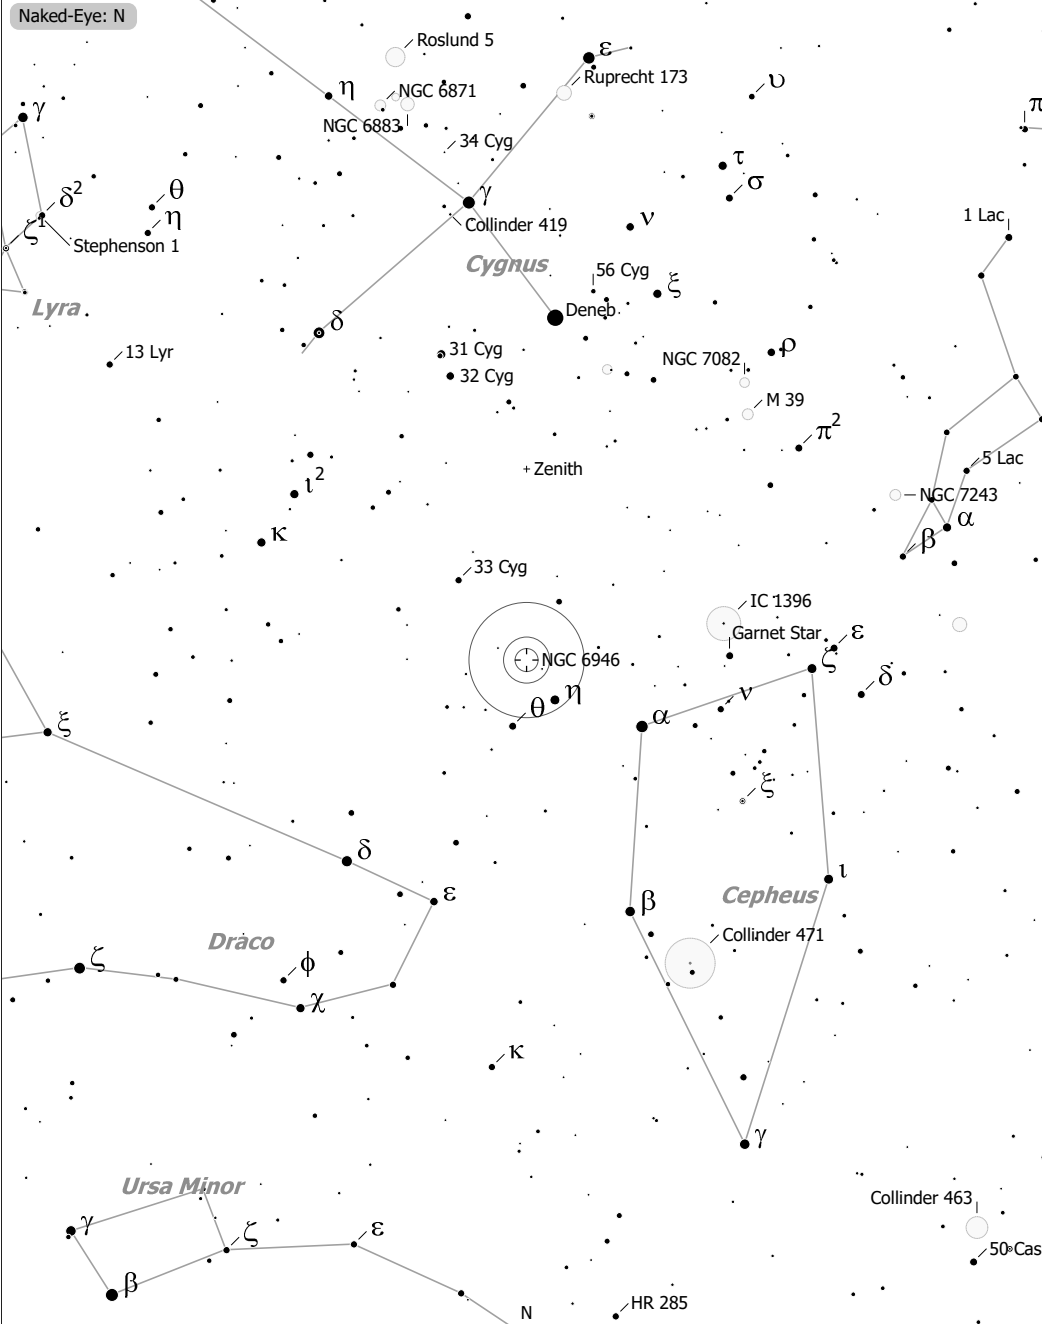 Naked-Eye: N
Roslund 5
ε
η
NGC 6871
Ruprecht 173
υ
γ
NGC 6883
π
34 Cyg
τ
δ2
θ
γ
σ
ζ1
η
Stephenson 1
Collinder 419
ν
1 Lac
Cygnus
56 Cyg
ξ
Lyra
Deneb
δ
13 Lyr
31 Cyg
NGC 7082
ρ
32 Cyg
M 39
π2
Zenith
5 Lac
ι2
NGC 7243
κ
α
β
33 Cyg
IC 1396
Garnet Star
ε
NGC 6946
ζ
δ
θ
η
ν
α
ξ
ξ
δ
ε
ι
β
Cepheus
Draco
Collinder 471
ζ
φ
χ
κ
γ
Ursa Minor
Collinder 463
γ
ζ
ε
50 Cas
β
HR 285
N